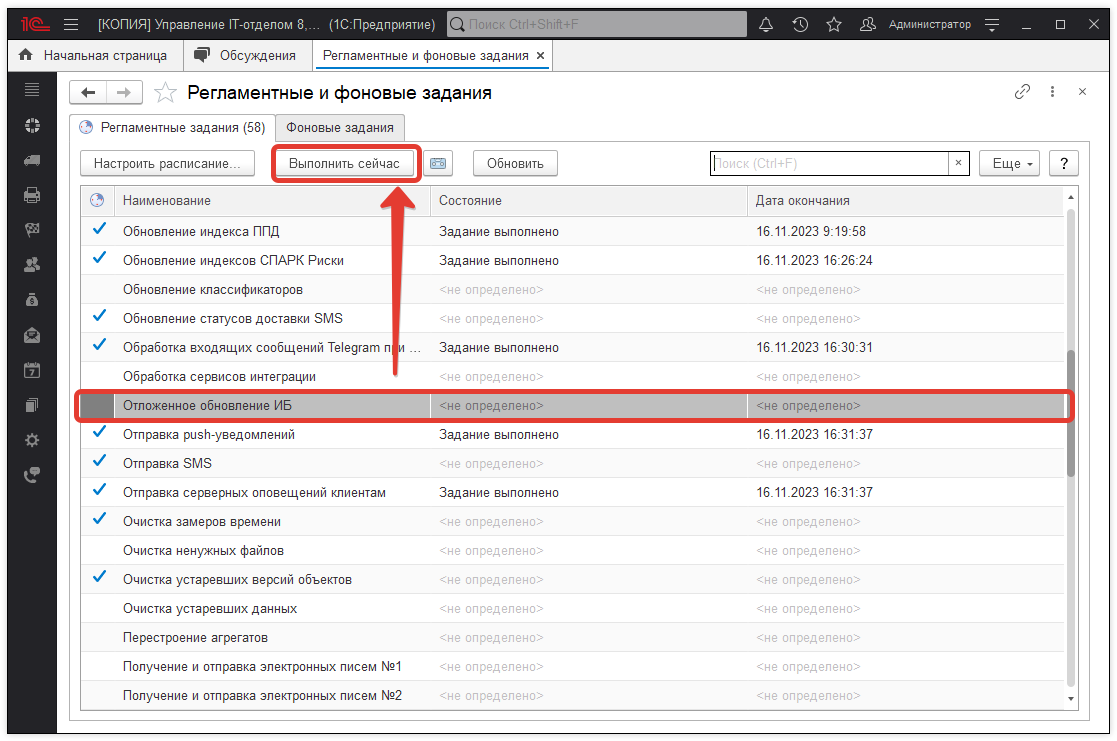 1С [КОПИЯ] Управление IT-отделом 8,... (1С:Предприятие) Поиск Ctrl+Shift+F Администратор
Начальная страница Обсуждения Регламентные и фоновые задания ×
Регламентные и фоновые задания
Регламентные задания (58) Фоновые задания
Настроить расписание... Выполнить сейчас Обновить Поиск (Ctrl+F) × Еще ?
Наименование Состояние Дата окончания
Обновление индекса ППД Задание выполнено 16.11.2023 9:19:58
Обновление индексов СПАРК Риски Задание выполнено 16.11.2023 16:26:24
Обновление классификаторов <не определено> <не определено>
Обновление статусов доставки SMS <не определено> <не определено>
Обработка входящих сообщений Telegram при ... Задание выполнено 16.11.2023 16:30:31
Обработка сервисов интеграции <не определено> <не определено>
Отложенное обновление ИБ <не определено> <не определено>
Отправка push-уведомлений Задание выполнено 16.11.2023 16:31:37
Отправка SMS <не определено> <не определено>
Отправка серверных оповещений клиентам Задание выполнено 16.11.2023 16:31:37
Очистка замеров времени <не определено> <не определено>
Очистка ненужных файлов <не определено> <не определено>
Очистка устаревших версий объектов <не определено> <не определено>
Очистка устаревших данных <не определено> <не определено>
Перестроение агрегатов <не определено> <не определено>
Получение и отправка электронных писем №1 <не определено> <не определено>
Получение и отправка электронных писем №2 <не определено> <не определено>